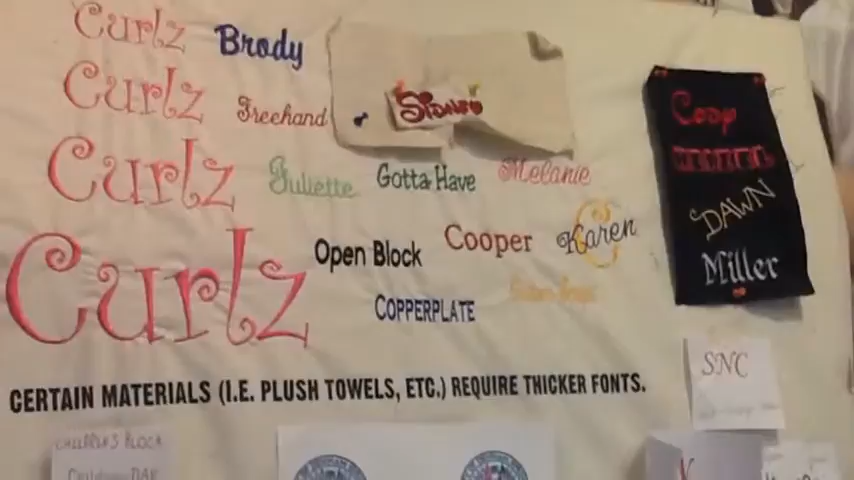 Curlz
Brody
Curlz
Freehand
Sidney
Curlz
Juliette
Gotta Have
Melanie
Curlz
Open Block
Cooper
Karen
COPPERPLATE
Coop
DAWN
Miller
SNC
CERTAIN MATERIALS (I.E. PLUSH TOWELS, ETC.) REQUIRE THICKER FONTS.